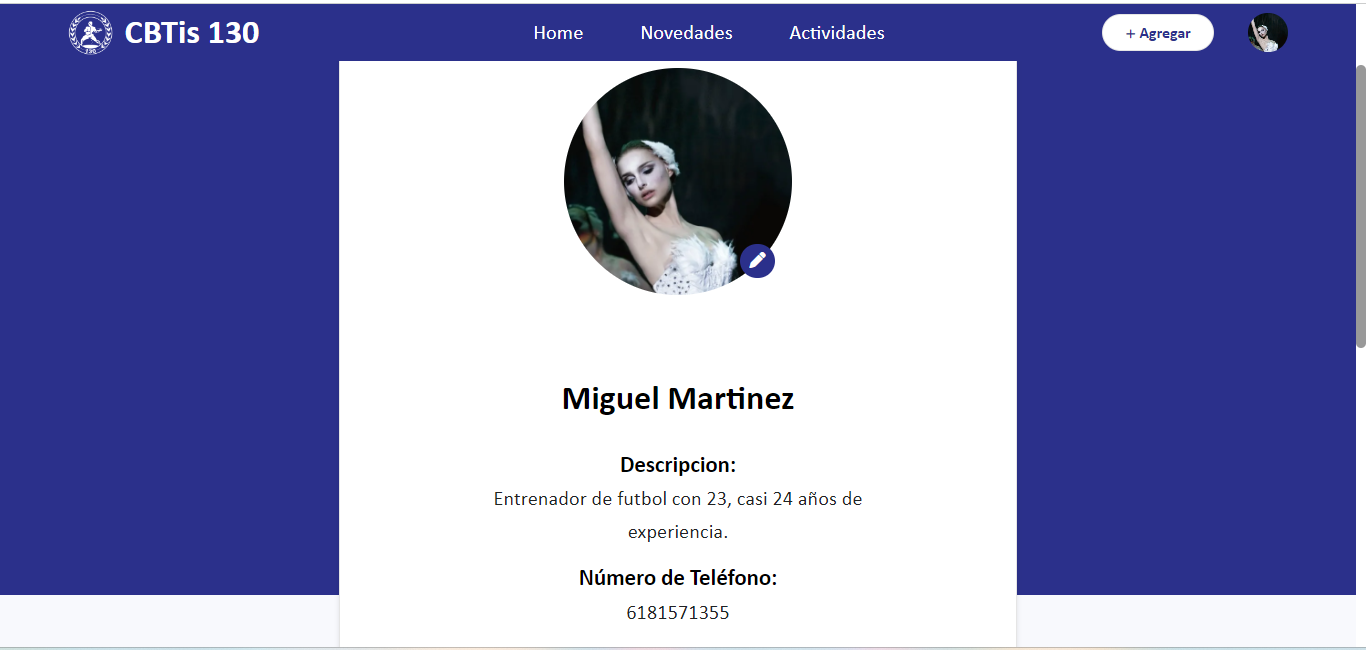 CBTis 130
Home
Novedades
Actividades
+ Agregar
130
Miguel Martinez
Descripcion:
Entrenador de futbol con 23, casi 24 años de
experiencia.
Número de Teléfono:
6181571355